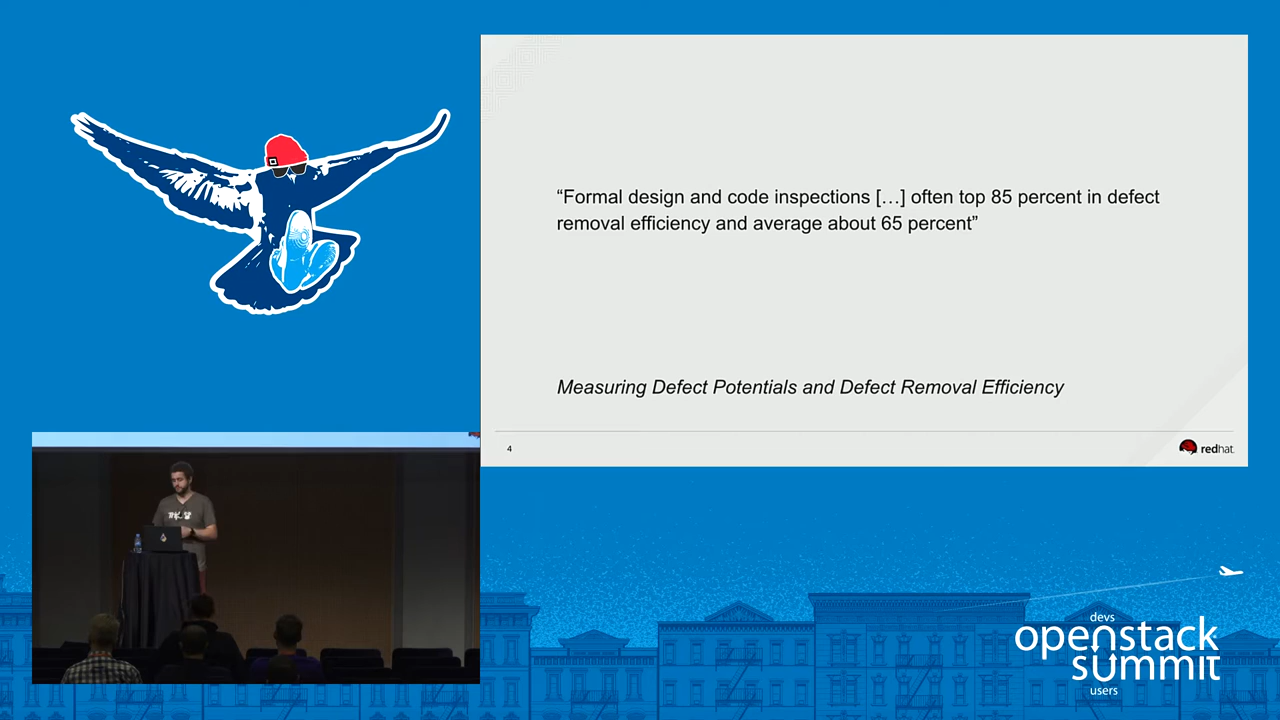 “Formal design and code inspections […] often top 85 percent in defect
removal efficiency and average about 65 percent”
Measuring Defect Potentials and Defect Removal Efficiency
4
redhat.
devs
openstack
summit
users